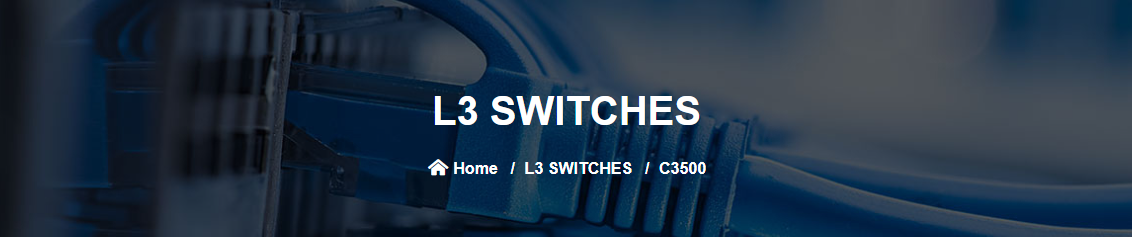 L3 SWITCHES
Home / L3 SWITCHES / C3500